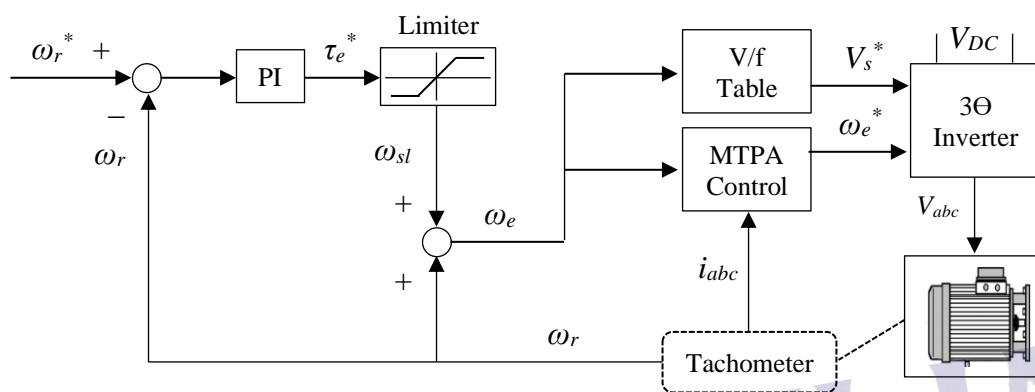 Limiter
ωr* +
τe*
PI
−
ωr
ωsl
+
+
ωe
V/f
Table
Vs*
MTPA
Control
ωe*
VDC
3Θ
Inverter
Vabc
iabc
ωr
Tachometer